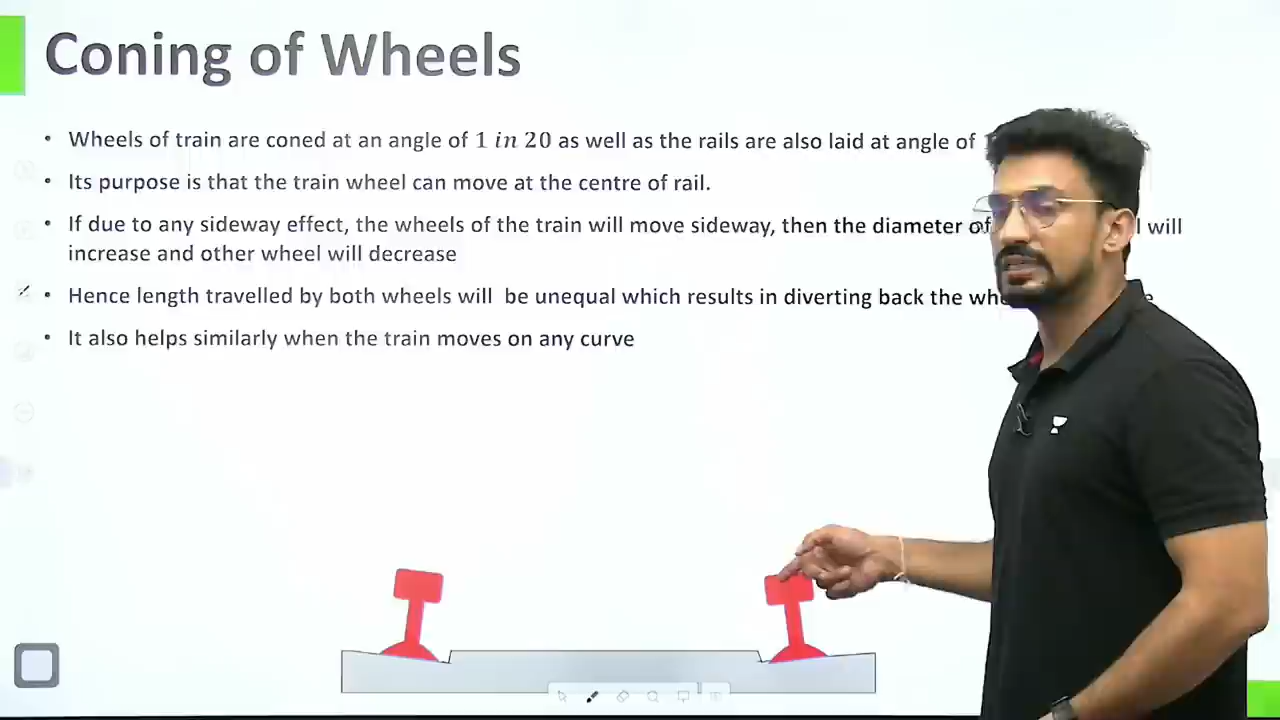 Coning of Wheels
• Wheels of train are coned at an angle of 1 in 20 as well as the rails are also laid at angle of
• Its purpose is that the train wheel can move at the centre of rail.
• If due to any sideway effect, the wheels of the train will move sideway, then the diameter of will
increase and other wheel will decrease
• Hence length travelled by both wheels will be unequal which results in diverting back the
• It also helps similarly when the train moves on any curve